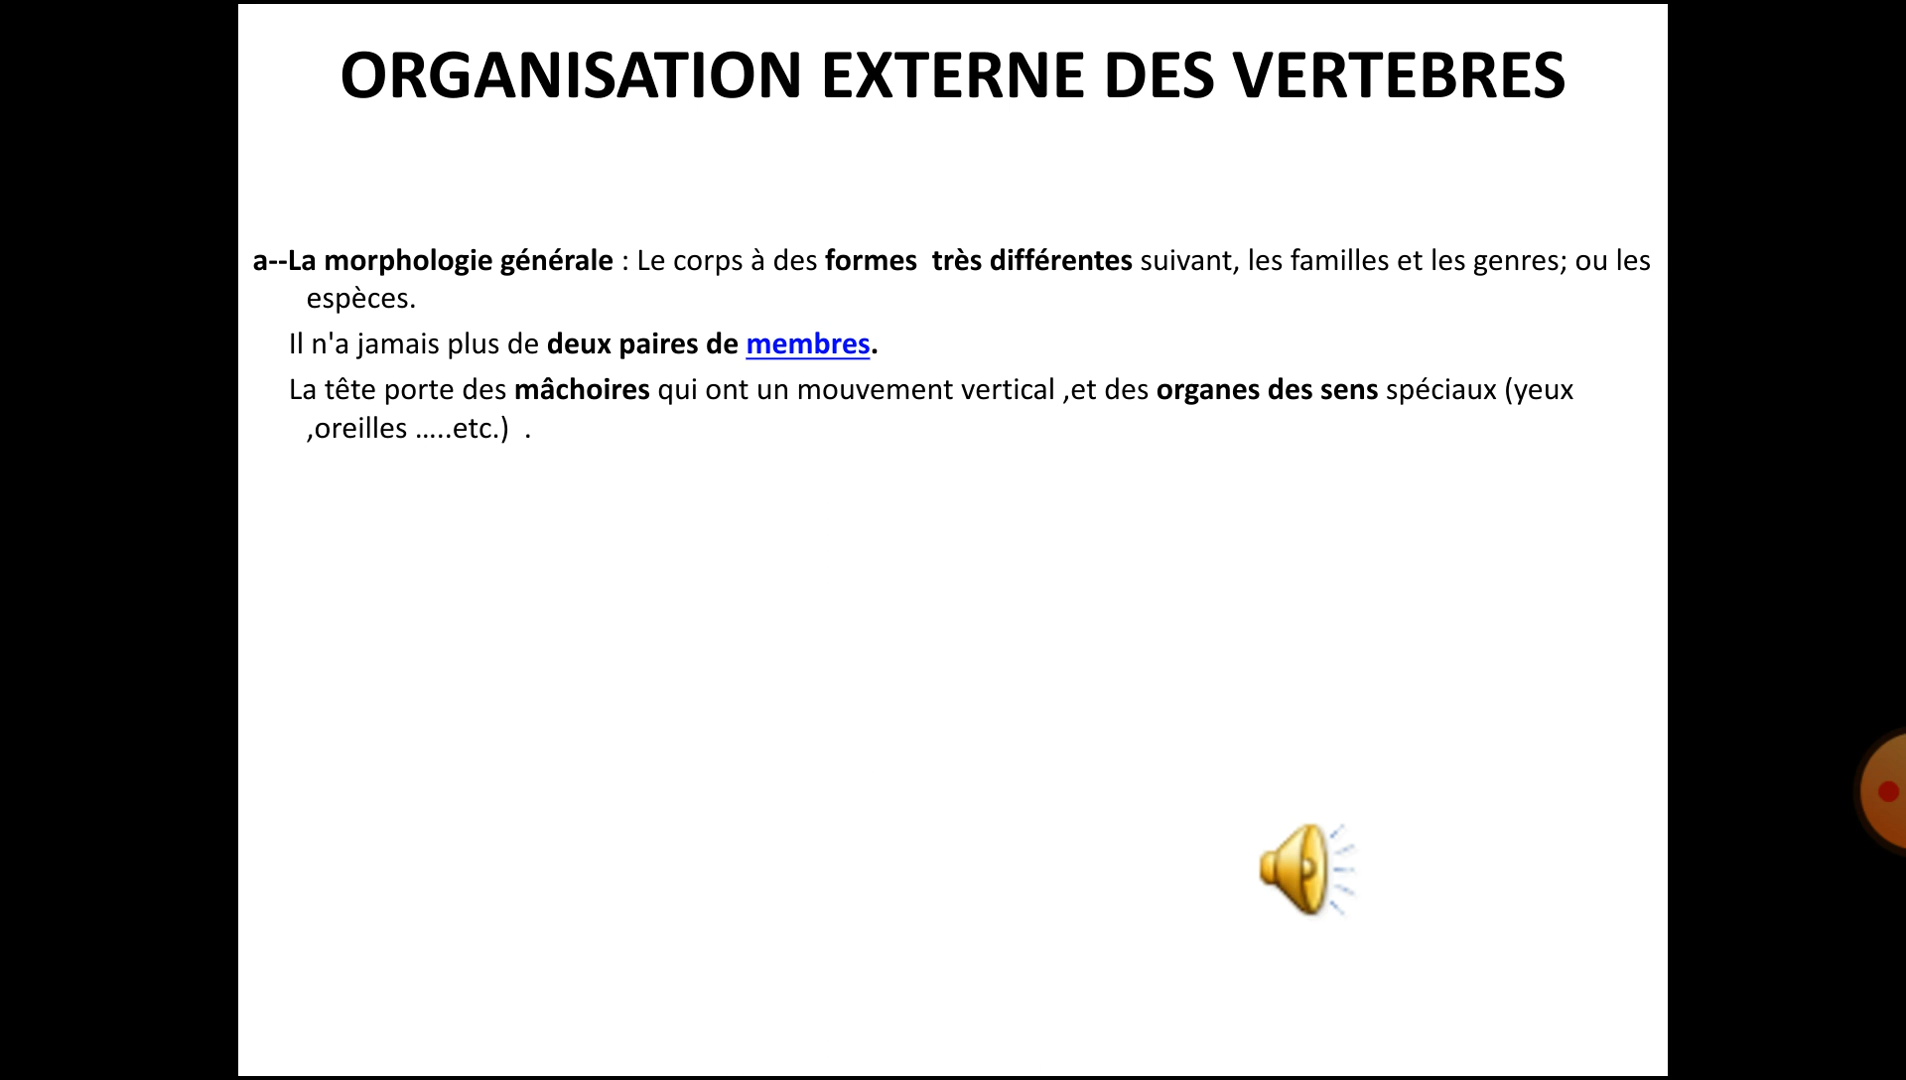 ORGANISATION EXTERNE DES VERTEBRES
a--La morphologie générale : Le corps à des formes  très différentes suivant, les familles et les genres; ou les
espèces.
Il n'a jamais plus de deux paires de membres.
La tête porte des mâchoires qui ont un mouvement vertical ,et des organes des sens spéciaux (yeux
,oreilles …..etc.)  .